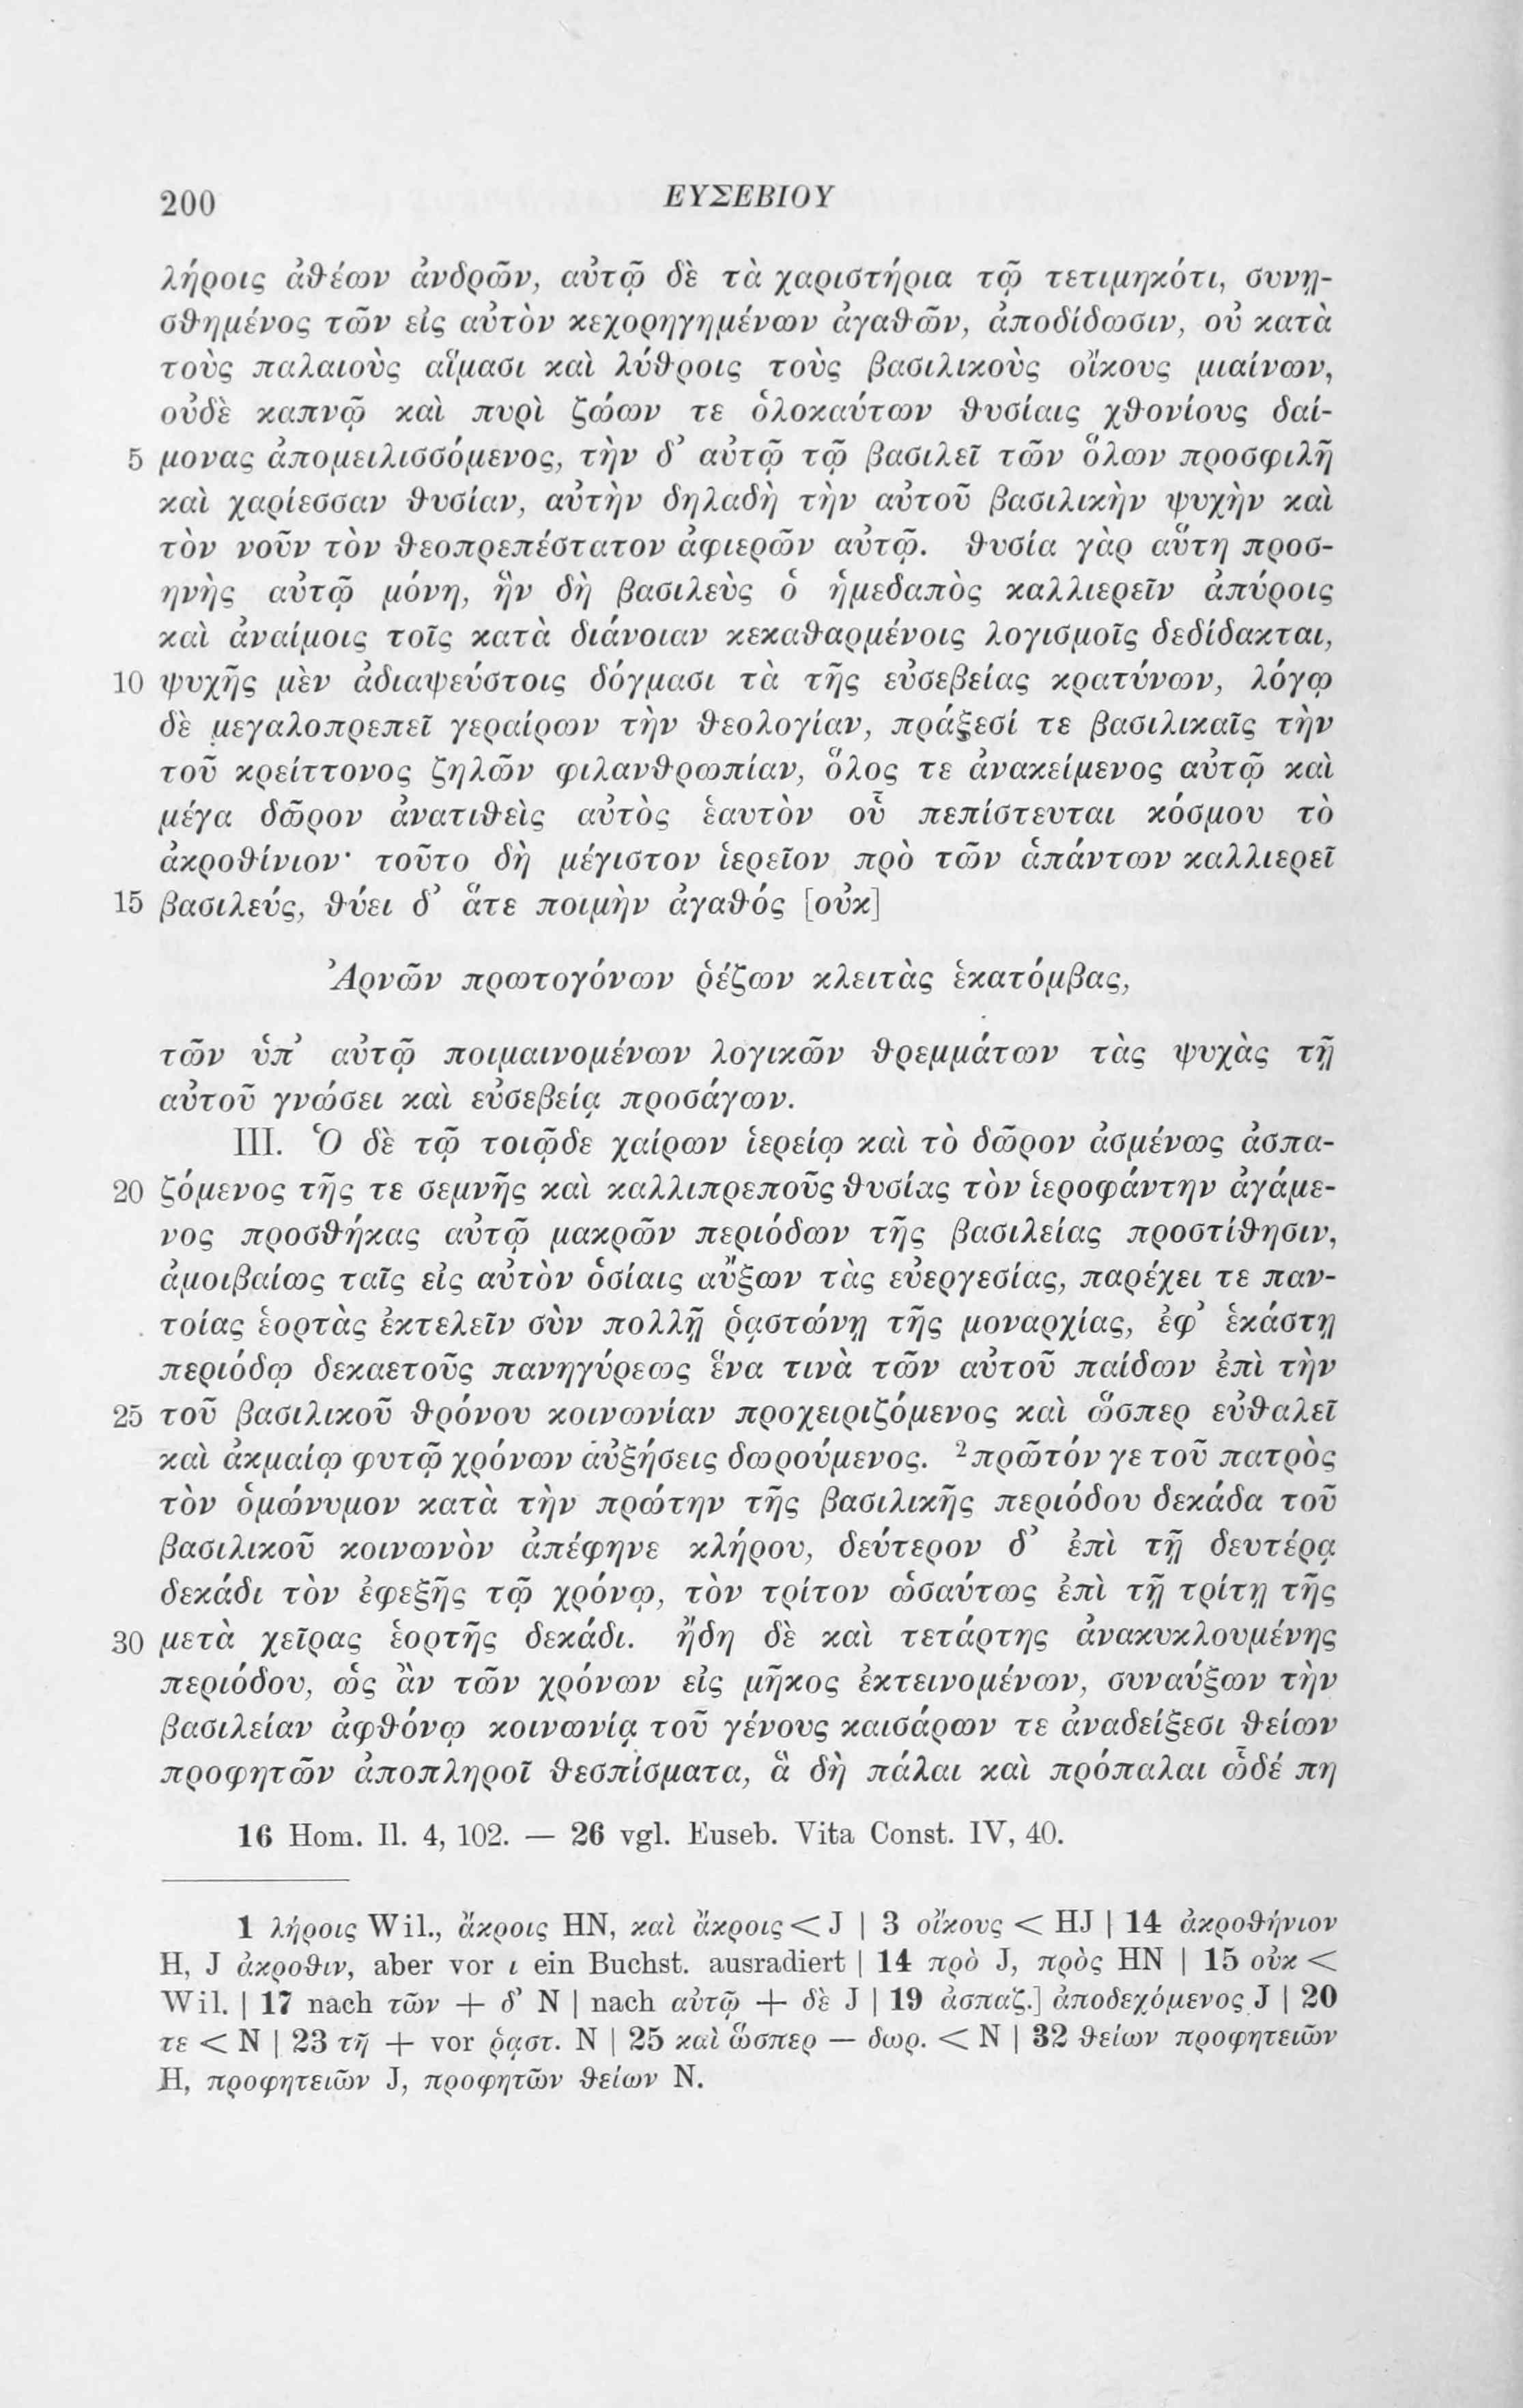 200
ΕΥΣΕΒΙΟΥ
λήροις ἀθέων ἀνδρῶν, αὐτῷ δὲ τὰ χαριστήρια τῷ τετιμηκότι, συνῃ-
σθημένος τῶν εἰς αὐτὸν κεχορηγημένων ἀγαθῶν, ἀποδίδωσιν, οὐ κατὰ
τοὺς παλαιοὺς αἵμασι καὶ λύθροις τοὺς βασιλικοὺς οἴκους μιαίνων,
οὐδὲ καπνῷ καὶ πυρὶ ζώων τε ὁλοκαύτων θυσίαις χθονίους δαί-
5 μονας ἀπομειλισσόμενος, τὴν δ’ αὐτῷ τῷ βασιλεῖ τῶν ὅλων προσφιλῆ
καὶ χαρίεσσαν θυσίαν, αὐτὴν δηλαδὴ τὴν αὐτοῦ βασιλικὴν ψυχὴν καὶ
τὸν νοῦν τὸν θεοπρεπέστατον ἀφιερῶν αὐτῷ. θυσία γὰρ αὕτη προσ-
ηνὴς αὐτῷ μόνη, ἣν δὴ βασιλεὺς ὁ ἡμεδαπὸς καλλιερεῖν ἀπύροις
καὶ ἀναίμοις τοῖς κατὰ διάνοιαν κεκαθαρμένοις λογισμοῖς δεδίδακται,
10 ψυχῆς μὲν ἀδιαψεύστοις δόγμασι τὰ τῆς εὐσεβείας κρατύνων, λόγῳ
δὲ μεγαλοπρεπεῖ γεραίρων τὴν θεολογίαν, πράξεσί τε βασιλικαῖς τὴν
τοῦ κρείττονος ζηλῶν φιλανθρωπίαν, ὅλος τε ἀνακείμενος αὐτῷ καὶ
μέγα δῶρον ἀνατιθεὶς αὐτὸς ἑαυτὸν οὗ πεπίστευται κόσμου τὸ
ἀκροθίνιον· τοῦτο δὴ μέγιστον ἱερεῖον πρὸ τῶν ἁπάντων καλλιερεῖ
15 βασιλεύς, θύει δ’ ἅτε ποιμὴν ἀγαθός [οὐκ]
Ἀρνῶν πρωτογόνων ῥέζων κλειτὰς ἑκατόμβας,
τῶν ὑπ’ αὐτῷ ποιμαινομένων λογικῶν θρεμμάτων τὰς ψυχὰς τῇ
αὐτοῦ γνώσει καὶ εὐσεβείᾳ προσάγων.
III. Ὁ δὲ τῷ τοιῷδε χαίρων ἱερείῳ καὶ τὸ δῶρον ἀσμένως ἀσπα-
20 ζόμενος τῆς τε σεμνῆς καὶ καλλιπρεποῦς θυσίας τὸν ἱεροφάντην ἀγάμε-
νος προσθήκας αὐτῷ μακρῶν περιόδων τῆς βασιλείας προστίθησιν,
ἀμοιβαίως ταῖς εἰς αὐτὸν ὁσίαις αὔξων τὰς εὐεργεσίας, παρέχει τε παν-
τοίας ἑορτὰς ἐκτελεῖν σὺν πολλῇ ῥᾳστώνῃ τῆς μοναρχίας, ἐφ’ ἑκάστῃ
περιόδῳ δεκαετοῦς πανηγύρεως ἕνα τινὰ τῶν αὐτοῦ παίδων ἐπὶ τὴν
25 τοῦ βασιλικοῦ θρόνου κοινωνίαν προχειριζόμενος καὶ ὥσπερ εὐθαλεῖ
καὶ ἀκμαίῳ φυτῷ χρόνων αὐξήσεις δωρούμενος. ²πρῶτόν γε τοῦ πατρὸς
τὸν ὁμώνυμον κατὰ τὴν πρώτην τῆς βασιλικῆς περιόδου δεκάδα τοῦ
βασιλικοῦ κοινωνὸν ἀπέφηνε κλήρου, δεύτερον δ’ ἐπὶ τῇ δευτέρᾳ
δεκάδι τὸν ἐφεξῆς τῷ χρόνῳ, τὸν τρίτον ὡσαύτως ἐπὶ τῇ τρίτῃ τῆς
30 μετὰ χεῖρας ἑορτῆς δεκάδι. ἤδη δὲ καὶ τετάρτης ἀνακυκλουμένης
περιόδου, ὡς ἂν τῶν χρόνων εἰς μῆκος ἐκτεινομένων, συναύξων τὴν
βασιλείαν ἀφθόνῳ κοινωνίᾳ τοῦ γένους καισάρων τε ἀναδείξεσι θείων
προφητῶν ἀποπληροῖ θεσπίσματα, ἃ δὴ πάλαι καὶ πρόπαλαι ὧδέ πη
16 Hom. Il. 4, 102. — 26 vgl. Euseb. Vita Const. IV, 40.
1 λήροις Wil., ἄκροις HN, καὶ ἄκροις < J | 3 οἴκους < HJ | 14 ἀκροθήνιον
H, J ἀκροθιν, aber vor ι ein Buchst. ausradiert | 14 πρὸ J, πρὸς HN | 15 οὐκ <
Wil. | 17 nach τῶν + δ’ N | nach αὐτῷ + δὲ J | 19 ἀσπαζ.] ἀποδεχόμενος J | 20
τε < N | 23 τῇ + vor ῥᾳστ. N | 25 καὶ ὥσπερ — δωρ. < N | 32 θείων προφητειῶν
H, προφητειῶν J, προφητῶν θείων N.